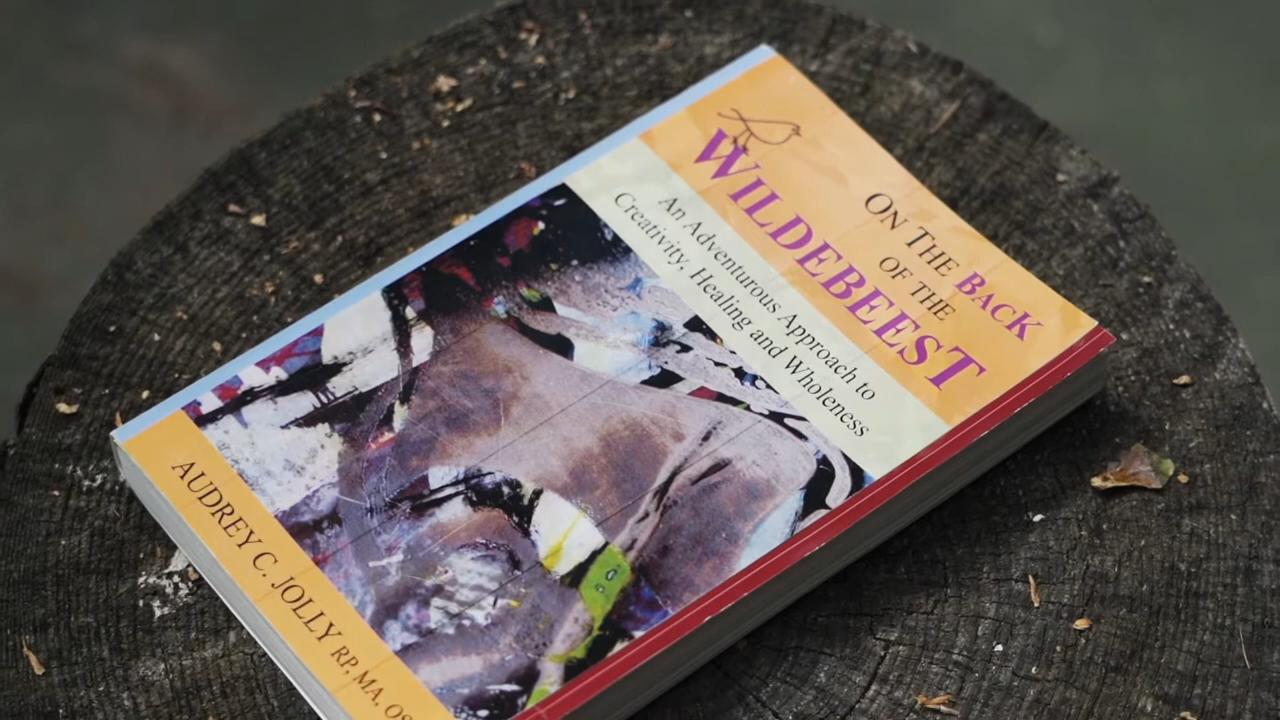 On The Back
of the
Wildebeest
An Adventurous Approach to
Creativity, Healing and Wholeness
AUDREY C. JOLLY RP, MA,